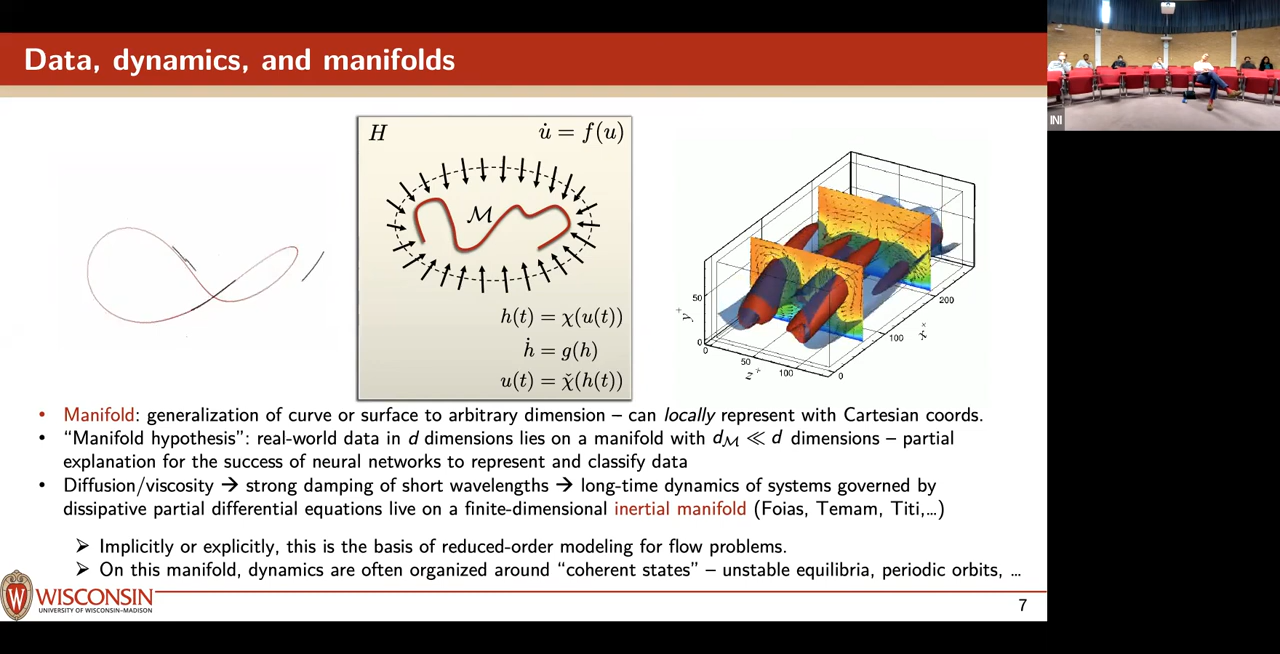 Data, dynamics, and manifolds
INI
H
u̇ = f(u)
ℳ
h(t) = χ(u(t))
ḣ = g(h)
u(t) = χ̌(h(t))
y⁺
50
0
0
50
100
z⁺
0
100
200
x⁺
• Manifold: generalization of curve or surface to arbitrary dimension – can locally represent with Cartesian coords.
• “Manifold hypothesis”: real-world data in d dimensions lies on a manifold with dℳ ≪ d dimensions – partial
explanation for the success of neural networks to represent and classify data
• Diffusion/viscosity → strong damping of short wavelengths → long-time dynamics of systems governed by
dissipative partial differential equations live on a finite-dimensional inertial manifold (Foias, Temam, Titi,…)
➢ Implicitly or explicitly, this is the basis of reduced-order modeling for flow problems.
➢ On this manifold, dynamics are often organized around “coherent states” – unstable equilibria, periodic orbits, …
WISCONSIN
UNIVERSITY OF WISCONSIN-MADISON
7